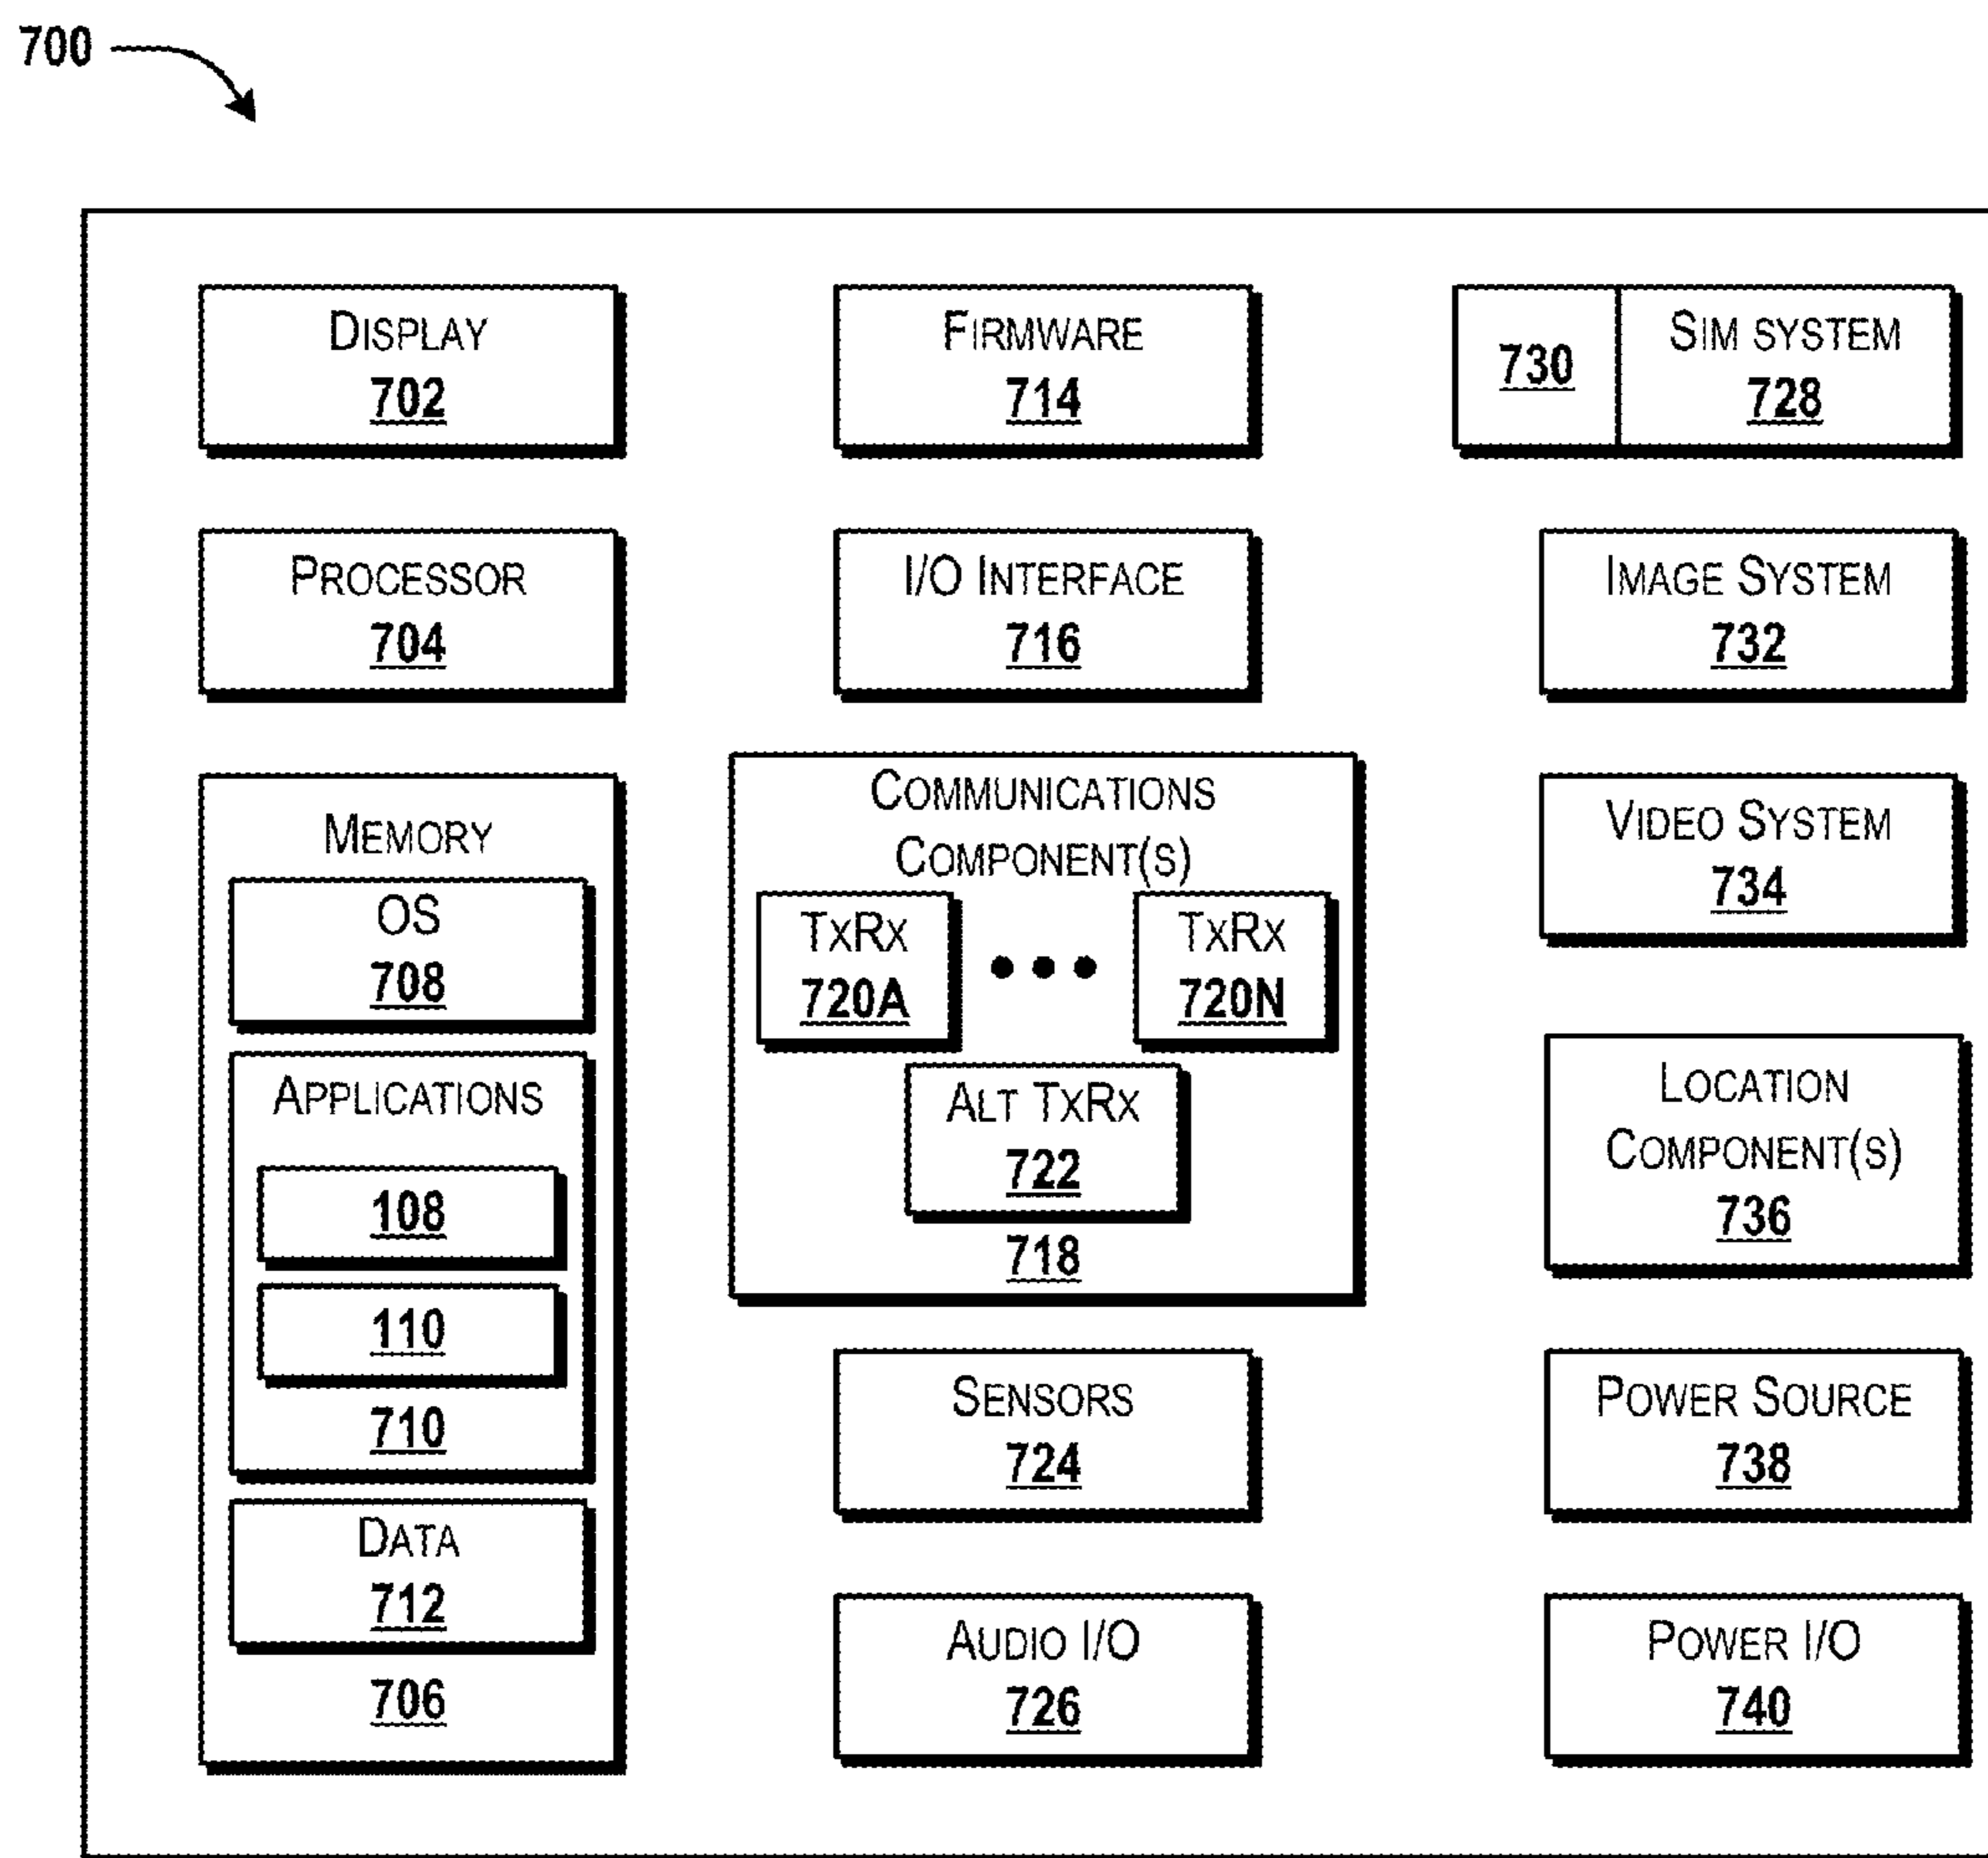 700
DISPLAY
702
PROCESSOR
704
MEMORY
OS
708
APPLICATIONS
108
110
710
DATA
712
706
FIRMWARE
714
I/O INTERFACE
716
COMMUNICATIONS
COMPONENT(S)
TXRX
720A
TXRX
720N
ALT TXRX
722
718
SENSORS
724
AUDIO I/O
726
730
SIM SYSTEM
728
IMAGE SYSTEM
732
VIDEO SYSTEM
734
LOCATION
COMPONENT(S)
736
POWER SOURCE
738
POWER I/O
740